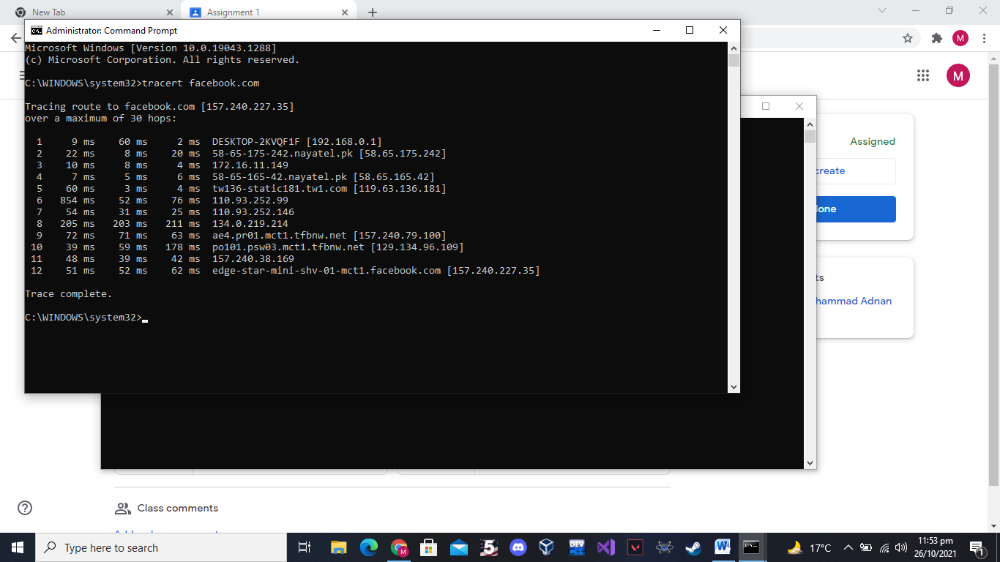 New Tab
Assignment 1
Administrator: Command Prompt
Microsoft Windows [Version 10.0.19043.1288]
(c) Microsoft Corporation. All rights reserved.
C:\WINDOWS\system32>tracert facebook.com
Tracing route to facebook.com [157.240.227.35]
over a maximum of 30 hops:
1 9 ms 60 ms 2 ms DESKTOP-2KVQF1F [192.168.0.1]
2 22 ms 8 ms 20 ms 58-65-175-242.nayatel.pk [58.65.175.242]
3 10 ms 8 ms 4 ms 172.16.11.149
4 7 ms 5 ms 6 ms 58-65-165-42.nayatel.pk [58.65.165.42]
5 60 ms 3 ms 4 ms tw136-static181.tw1.com [119.63.136.181]
6 854 ms 52 ms 76 ms 110.93.252.99
7 54 ms 31 ms 25 ms 110.93.252.146
8 205 ms 203 ms 211 ms 134.0.219.214
9 72 ms 71 ms 63 ms ae4.pr01.mct1.tfbnw.net [157.240.79.100]
10 39 ms 59 ms 178 ms po101.psw03.mct1.tfbnw.net [129.134.96.109]
11 48 ms 39 ms 42 ms 157.240.38.169
12 51 ms 52 ms 62 ms edge-star-mini-shv-01-mct1.facebook.com [157.240.227.35]
Trace complete.
C:\WINDOWS\system32>
M
M
Assigned
create
lone
ts
hammad Adnan
Class comments
Type here to search
M
DEV
17°C
11:53 pm
26/10/2021
1